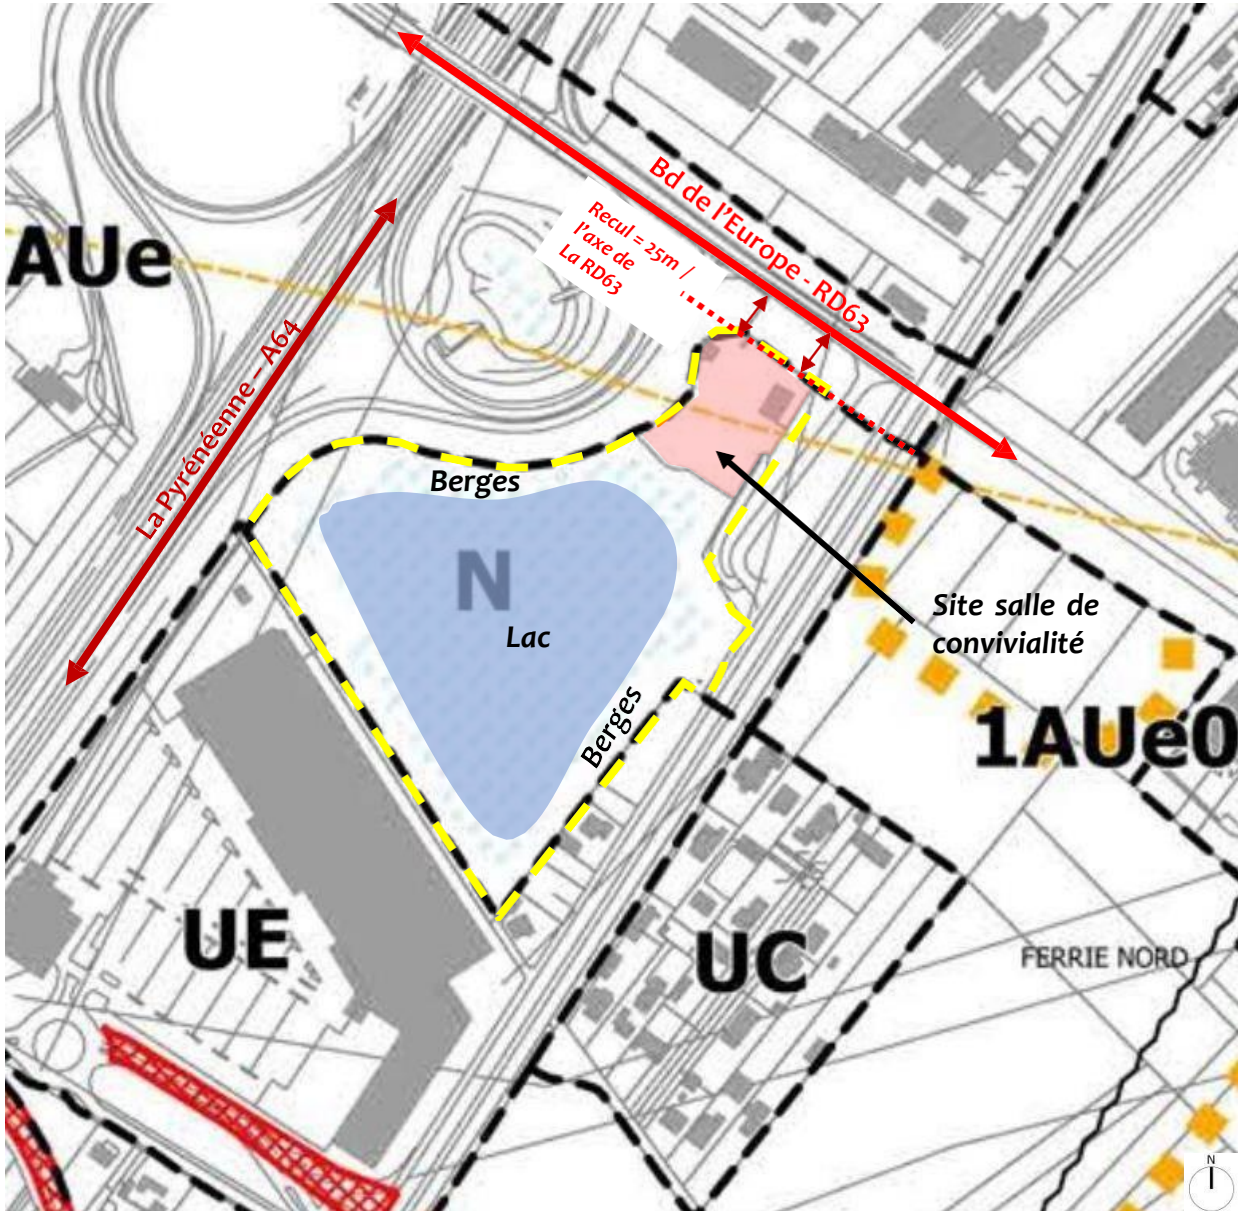 Bd de l'Europe - RD63
Recul = 25m /
l'axe de
La RD63
AUe
La Pyrénéenne – A64
Berges
N
Lac
Site salle de
convivialité
Berges
1AUe0
UE
UC
FERRIE NORD
N